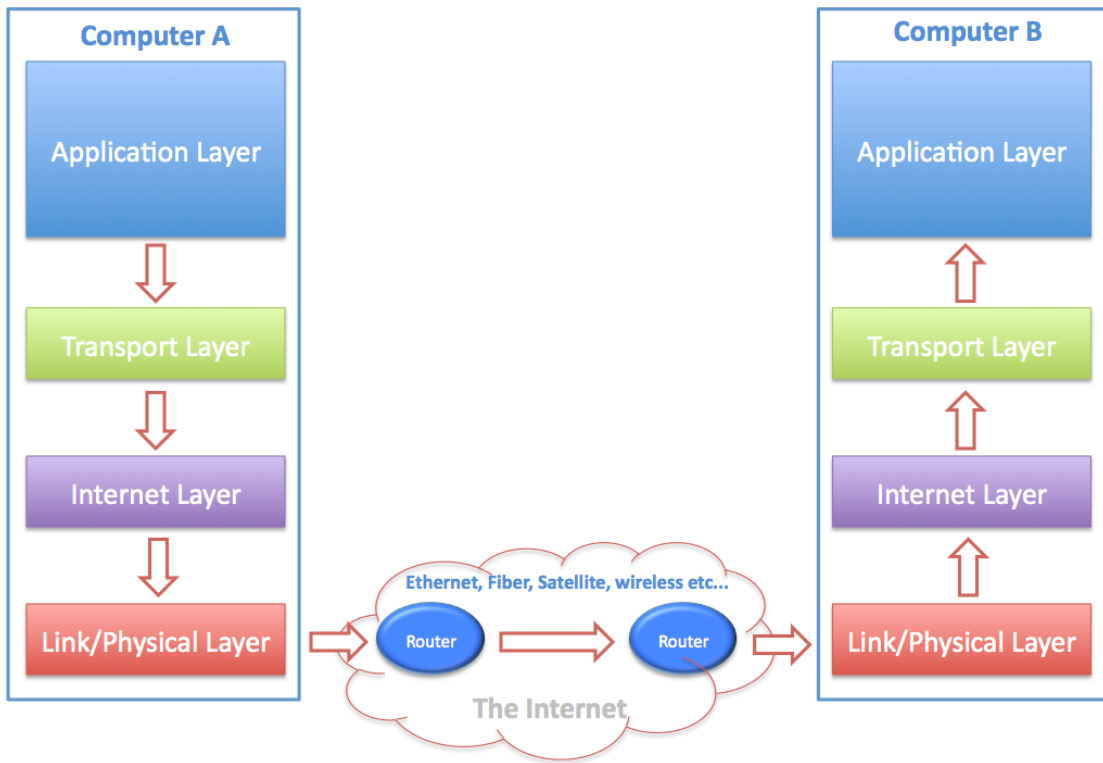 Computer A
Application Layer
Transport Layer
Internet Layer
Link/Physical Layer
Ethernet, Fiber, Satellite, wireless etc...
Router
Router
The Internet
Computer B
Application Layer
Transport Layer
Internet Layer
Link/Physical Layer